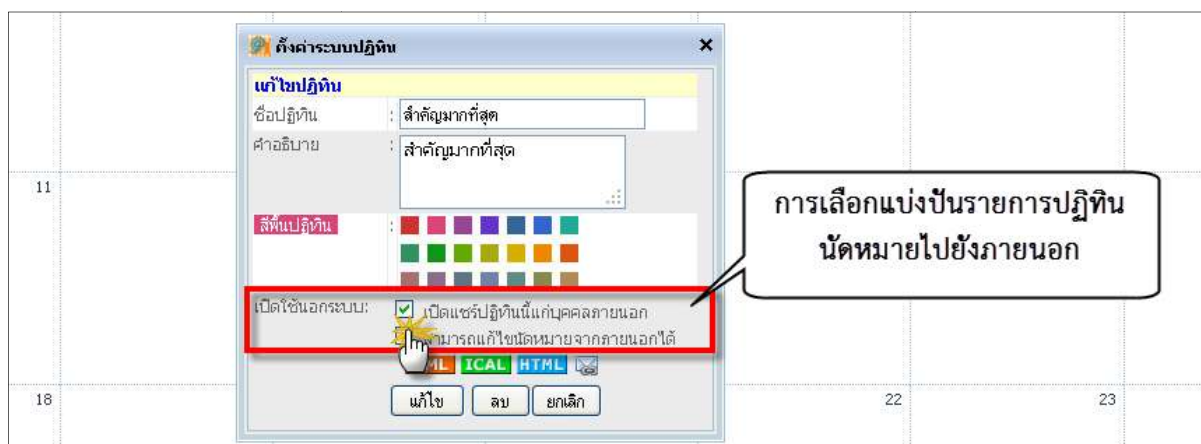 ตั้งค่าระบบปฏิทิน
แก้ไขปฏิทิน
ชื่อปฏิทิน : สำคัญมากที่สุด
คำอธิบาย : สำคัญมากที่สุด
11
สีพื้นปฏิทิน :
การเลือกแบ่งปันรายการปฏิทิน
นัดหมายไปยังภายนอก
เปิดใช้นอกระบบ: เปิดแชร์ปฏิทินนี้แก่บุคคลภายนอก
สามารถแก้ไขนัดหมายจากภายนอกได้
ICAL HTML
แก้ไข ลบ ยกเลิก
18 22 23